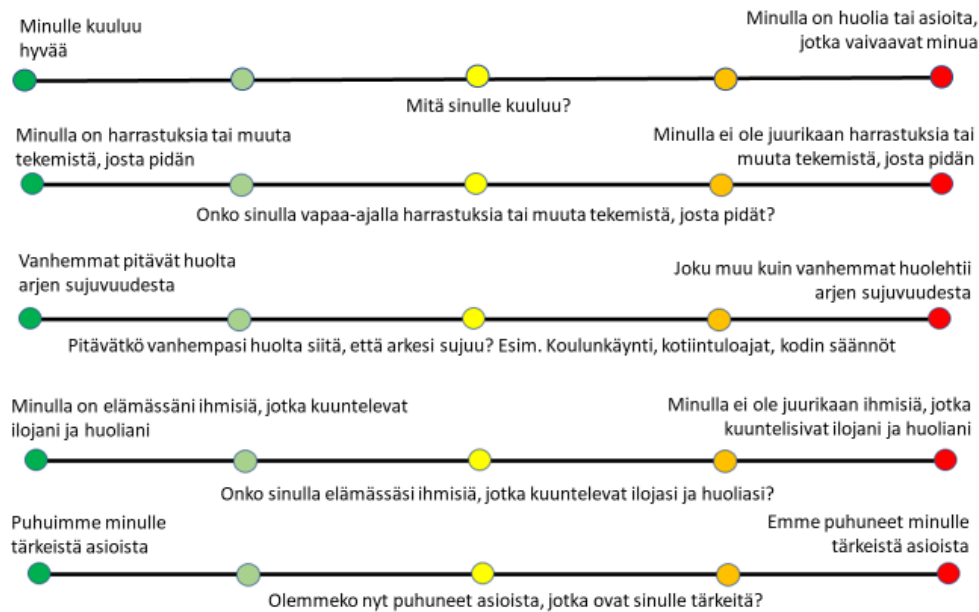 Minulle kuuluu
hyvää
Minulla on huolia tai asioita,
jotka vaivaavat minua
Mitä sinulle kuuluu?
Minulla on harrastuksia tai muuta
tekemistä, josta pidän
Minulla ei ole juurikaan harrastuksia tai
muuta tekemistä, josta pidän
Onko sinulla vapaa-ajalla harrastuksia tai muuta tekemistä, josta pidät?
Vanhemmat pitävät huolta
arjen sujuvuudesta
Joku muu kuin vanhemmat huolehtii
arjen sujuvuudesta
Pitävätkö vanhempasi huolta siitä, että arkesi sujuu? Esim. Koulunkäynti, kotiintuloajat, kodin säännöt
Minulla on elämässäni ihmisiä, jotka kuuntelevat
ilojani ja huoliani
Minulla ei ole juurikaan ihmisiä, jotka
kuuntelisivat ilojani ja huoliani
Onko sinulla elämässäsi ihmisiä, jotka kuuntelevat ilojasi ja huoliasi?
Puhuimme minulle
tärkeistä asioista
Emme puhuneet minulle
tärkeistä asioista
Olemmeko nyt puhuneet asioista, jotka ovat sinulle tärkeitä?